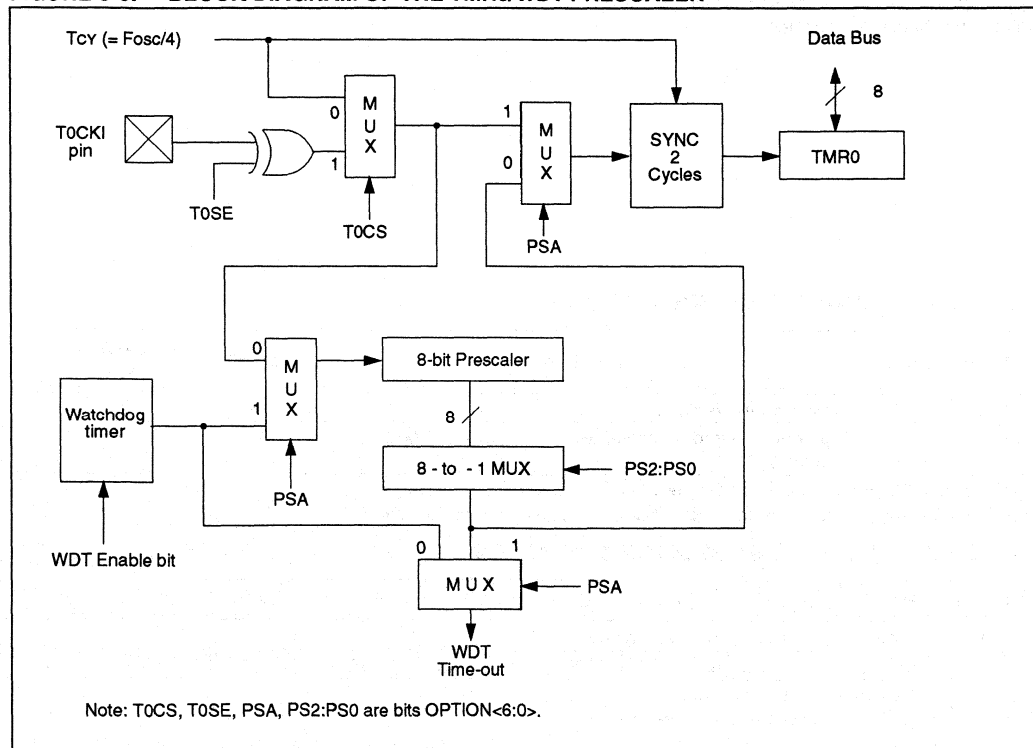 TCY (= Fosc/4)
Data Bus
8
M
U
X
0
1
T0CKI
pin
T0SE
T0CS
1
0
M
U
X
PSA
SYNC
2
Cycles
TMR0
0
1
M
U
X
PSA
8-bit Prescaler
8
Watchdog
timer
WDT Enable bit
8 - to - 1 MUX
PS2:PS0
0
1
M U X
PSA
WDT
Time-out
Note: T0CS, T0SE, PSA, PS2:PS0 are bits OPTION<6:0>.